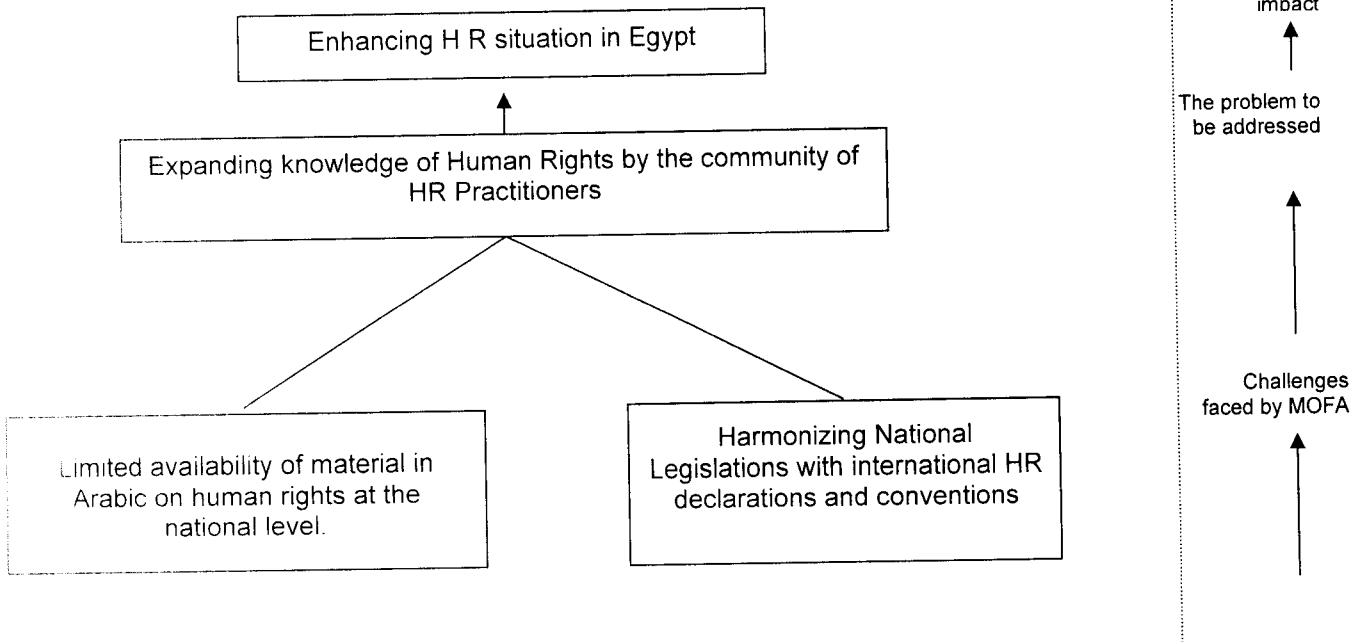 impact
Enhancing H R situation in Egypt
The problem to
be addressed
Expanding knowledge of Human Rights by the community of
HR Practitioners
Challenges
faced by MOFA
Limited availability of material in
Arabic on human rights at the
national level.
Harmonizing National
Legislations with international HR
declarations and conventions